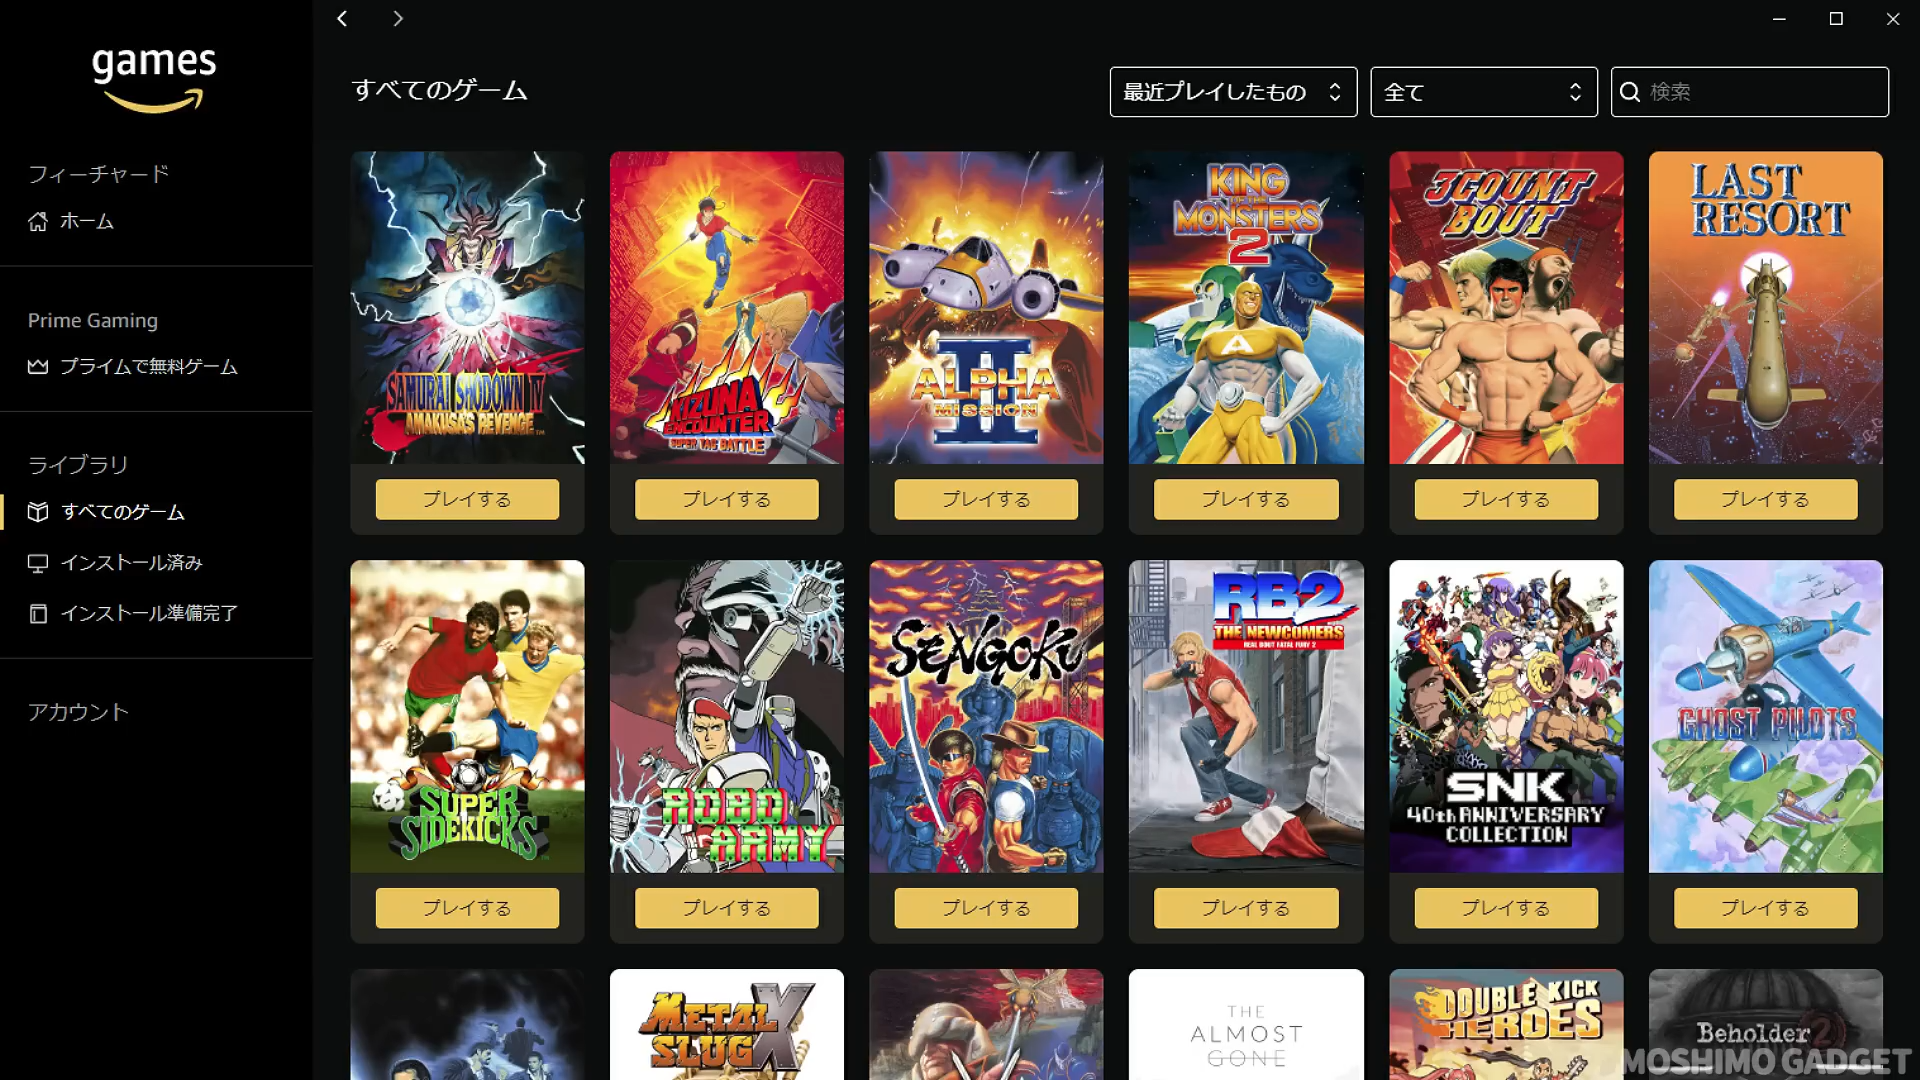 games
フィーチャード
ホーム
Prime Gaming
プライムで無料ゲーム
ライブラリ
すべてのゲーム
インストール済み
インストール準備完了
アカウント
すべてのゲーム
最近プレイしたもの
全て
検索
SAMURAI SHODOWN IV
AMAKUSA'S REVENGE™
プレイする
KIZUNA
ENCOUNTER
SUPER TAG BATTLE
プレイする
II
ALPHA
MISSION
プレイする
KING
OF THE
MONSTERS
2
プレイする
3 COUNT
BOUT
プレイする
LAST
RESORT
プレイする
SUPER
SIDEKICKS™
プレイする
ROBO
ARMY
プレイする
SENGOKU
プレイする
RB2
THE NEWCOMERS
REAL BOUT FATAL FURY 2
プレイする
SNK
40th ANNIVERSARY
COLLECTION
プレイする
GHOST PILOTS
プレイする
METAL
SLUG X
THE
ALMOST
GONE
DOUBLE KICK
HEROES
Beholder 2
MOSHIMO GADGET